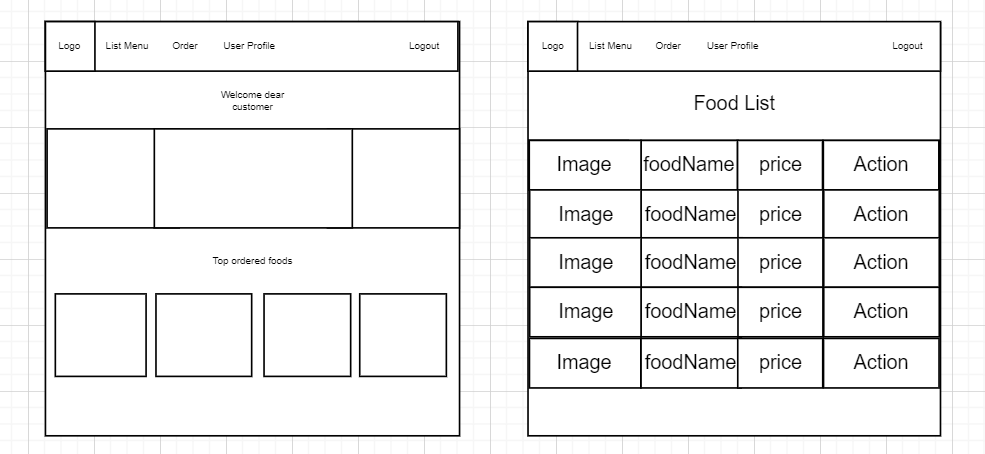 Logo List Menu Order User Profile Logout
Welcome dear
customer
Top ordered foods
Logo List Menu Order User Profile Logout
Food List
Image foodName price Action
Image foodName price Action
Image foodName price Action
Image foodName price Action
Image foodName price Action